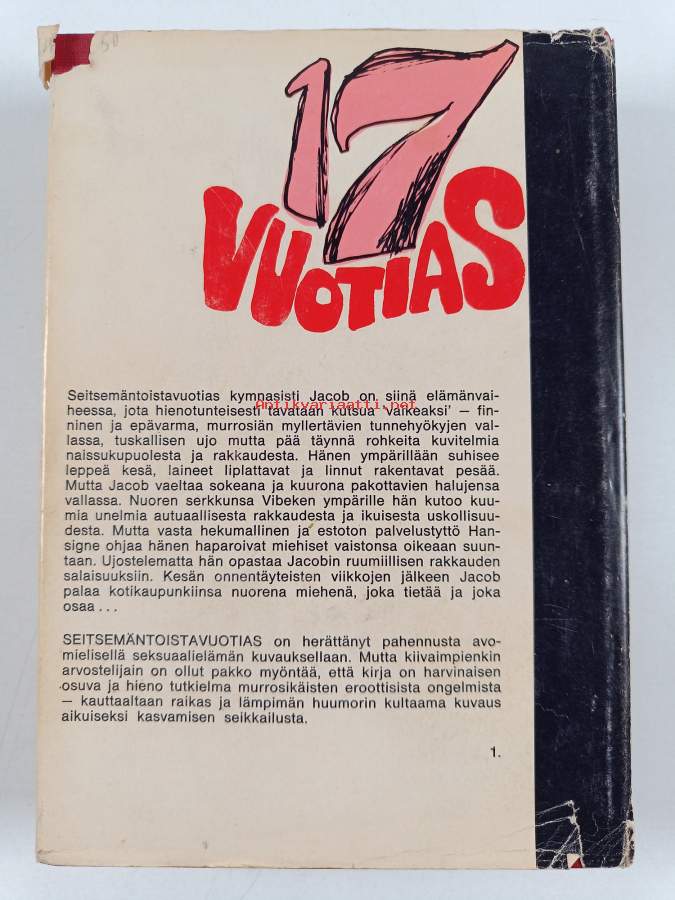 17
VUOTIAS
Seitsemäntoistavuotias kymnasisti Jacob on siinä elämänvai-
heessa, jota hienotunteisesti tavataan kutsua 'vaikeaksi' — fin-
Antikvariaatti.net
ninen ja epävarma, murrosiän myllertävien tunnehyökyjen val-
lassa, tuskallisen ujo mutta pää täynnä rohkeita kuvitelmia
naissukupuolesta ja rakkaudesta. Hänen ympärillään suhisee
leppeä kesä, laineet liplattavat ja linnut rakentavat pesää.
Mutta Jacob vaeltaa sokeana ja kuurona pakottavien halujensa
vallassa. Nuoren serkkunsa Vibeken ympärille hän kutoo kuu-
mia unelmia autuaallisesta rakkaudesta ja ikuisesta uskollisuu-
desta. Mutta vasta hekumallinen ja estoton palvelustyttö Han-
signe ohjaa hänen haparoivat miehiset vaistonsa oikeaan suun-
taan. Ujostelematta hän opastaa Jacobin ruumiillisen rakkauden
salaisuuksiin. Kesän onnentäyteisten viikkojen jälkeen Jacob
palaa kotikaupunkiinsa nuorena miehenä, joka tietää ja joka
osaa . . .
SEITSEMÄNTOISTAVUOTIAS on herättänyt pahennusta avo-
mielisellä seksuaalielämän kuvauksellaan. Mutta kiivaimpienkin
arvostelijain on ollut pakko myöntää, että kirja on harvinaisen
osuva ja hieno tutkielma murrosikäisten eroottisista ongelmista
— kauttaaltaan raikas ja lämpimän huumorin kultaama kuvaus
aikuiseksi kasvamisen seikkailusta.
1.